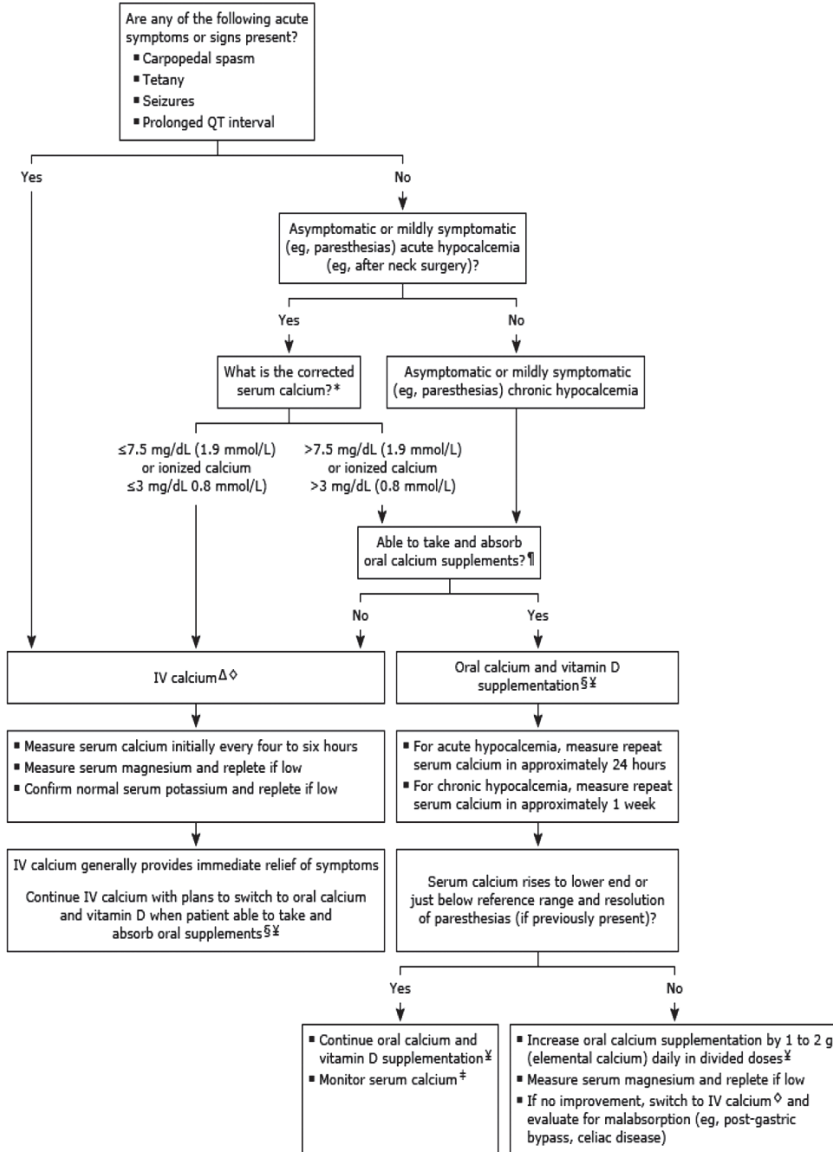 Are any of the following acute
symptoms or signs present?
▪ Carpopedal spasm
▪ Tetany
▪ Seizures
▪ Prolonged QT interval
Yes
No
Asymptomatic or mildly symptomatic
(eg, paresthesias) acute hypocalcemia
(eg, after neck surgery)?
Yes
No
What is the corrected
serum calcium?*
Asymptomatic or mildly symptomatic
(eg, paresthesias) chronic hypocalcemia
≤7.5 mg/dL (1.9 mmol/L)
or ionized calcium
≤3 mg/dL 0.8 mmol/L)
>7.5 mg/dL (1.9 mmol/L)
or ionized calcium
>3 mg/dL (0.8 mmol/L)
Able to take and absorb
oral calcium supplements?¶
No
Yes
IV calciumΔ◊
Oral calcium and vitamin D
supplementation§¥
▪ Measure serum calcium initially every four to six hours
▪ Measure serum magnesium and replete if low
▪ Confirm normal serum potassium and replete if low
▪ For acute hypocalcemia, measure repeat
serum calcium in approximately 24 hours
▪ For chronic hypocalcemia, measure repeat
serum calcium in approximately 1 week
IV calcium generally provides immediate relief of symptoms
Continue IV calcium with plans to switch to oral calcium
and vitamin D when patient able to take and
absorb oral supplements§¥
Serum calcium rises to lower end or
just below reference range and resolution
of paresthesias (if previously present)?
Yes
No
▪ Continue oral calcium and
vitamin D supplementation¥
▪ Monitor serum calcium‡
▪ Increase oral calcium supplementation by 1 to 2 g
(elemental calcium) daily in divided doses¥
▪ Measure serum magnesium and replete if low
▪ If no improvement, switch to IV calcium◊ and
evaluate for malabsorption (eg, post-gastric
bypass, celiac disease)